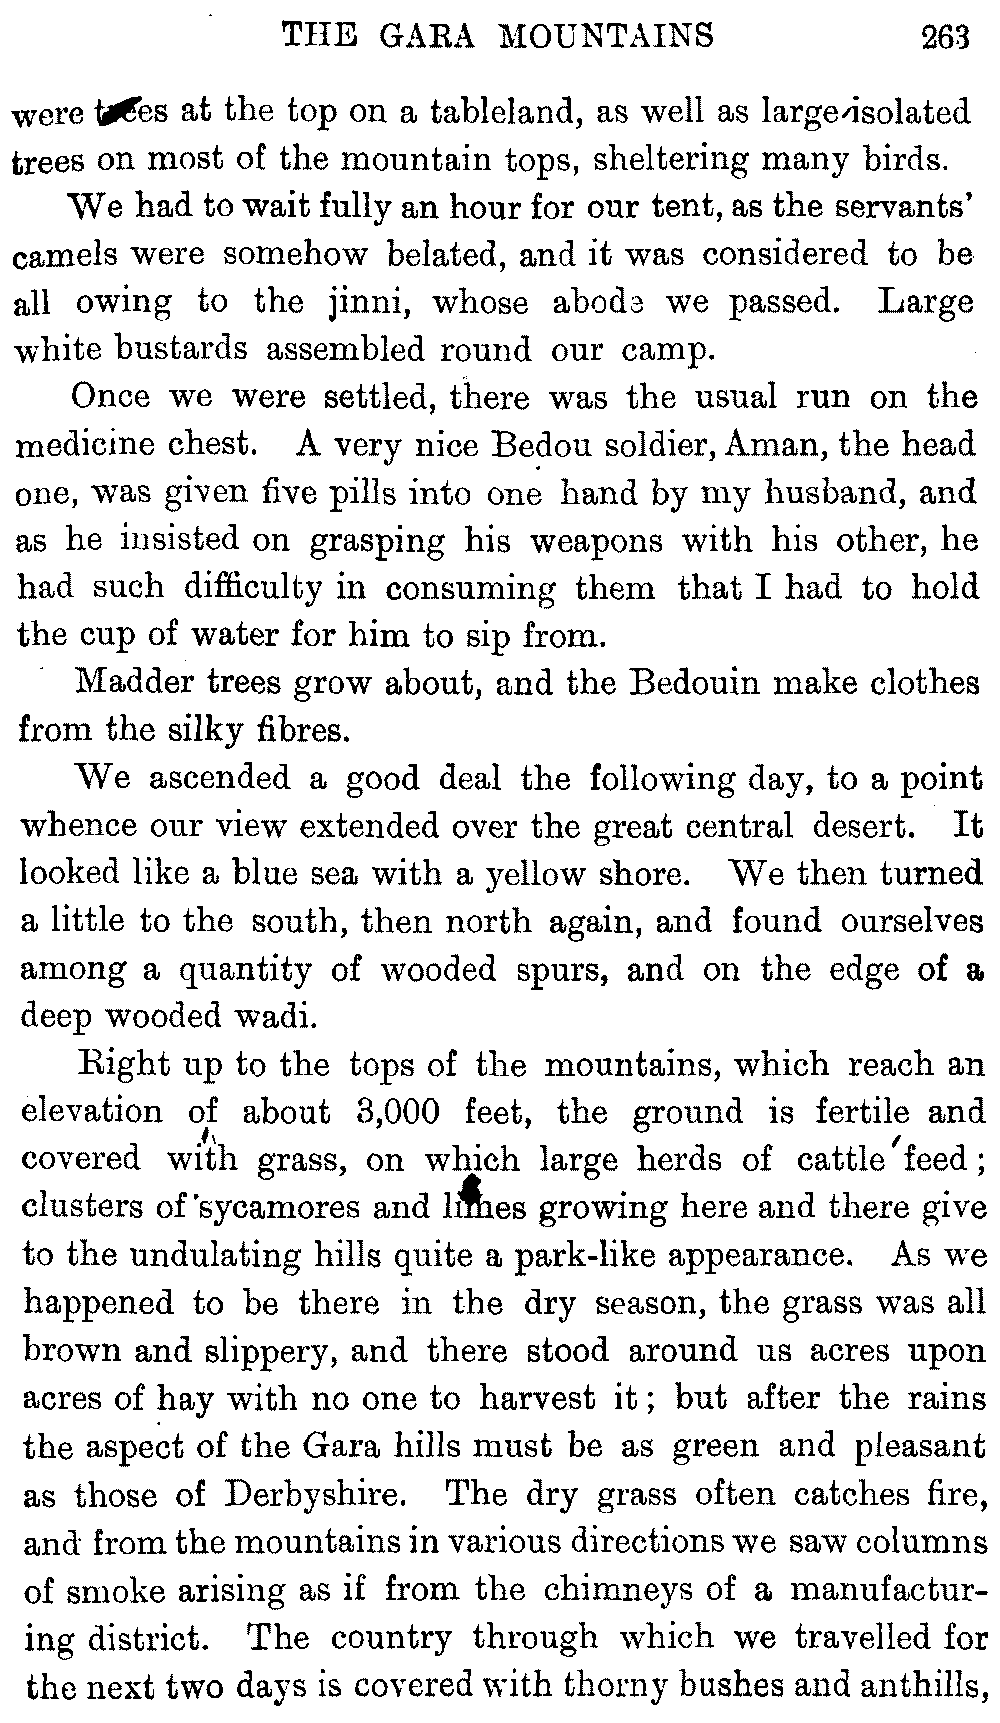 THE GARA MOUNTAINS 263
were trees at the top on a tableland, as well as large isolated
trees on most of the mountain tops, sheltering many birds.
We had to wait fully an hour for our tent, as the servants’
camels were somehow belated, and it was considered to be
all owing to the jinni, whose abode we passed. Large
white bustards assembled round our camp.
Once we were settled, there was the usual run on the
medicine chest. A very nice Bedou soldier, Aman, the head
one, was given five pills into one hand by my husband, and
as he insisted on grasping his weapons with his other, he
had such difficulty in consuming them that I had to hold
the cup of water for him to sip from.
Madder trees grow about, and the Bedouin make clothes
from the silky fibres.
We ascended a good deal the following day, to a point
whence our view extended over the great central desert. It
looked like a blue sea with a yellow shore. We then turned
a little to the south, then north again, and found ourselves
among a quantity of wooded spurs, and on the edge of a
deep wooded wadi.
Right up to the tops of the mountains, which reach an
elevation of about 3,000 feet, the ground is fertile and
covered with grass, on which large herds of cattle feed ;
clusters of sycamores and limes growing here and there give
to the undulating hills quite a park-like appearance. As we
happened to be there in the dry season, the grass was all
brown and slippery, and there stood around us acres upon
acres of hay with no one to harvest it ; but after the rains
the aspect of the Gara hills must be as green and pleasant
as those of Derbyshire. The dry grass often catches fire,
and from the mountains in various directions we saw columns
of smoke arising as if from the chimneys of a manufactur-
ing district. The country through which we travelled for
the next two days is covered with thorny bushes and anthills,